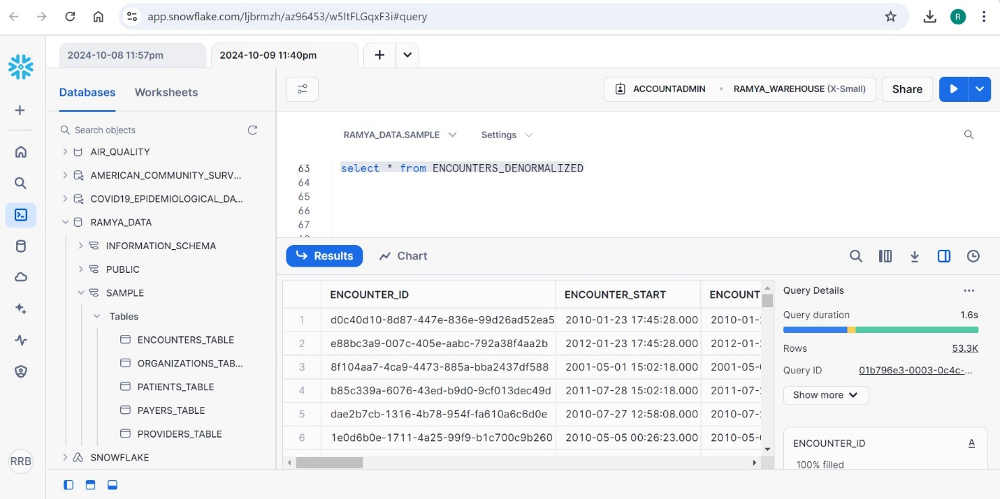 app.snowflake.com/ljbrmzh/az96453/w5ItFLGqxF3i#query
R
2024-10-08 11:57pm
2024-10-09 11:40pm
Databases
Worksheets
ACCOUNTADMIN
RAMYA_WAREHOUSE (X-Small)
Share
Search objects
AIR_QUALITY
AMERICAN_COMMUNITY_SURV...
COVID19_EPIDEMIOLOGICAL_DA...
RAMYA_DATA
INFORMATION_SCHEMA
PUBLIC
SAMPLE
Tables
ENCOUNTERS_TABLE
ORGANIZATIONS_TAB...
PATIENTS_TABLE
PAYERS_TABLE
PROVIDERS_TABLE
SNOWFLAKE
RRB
RAMYA_DATA.SAMPLE
Settings
63 select * from ENCOUNTERS_DENORMALIZED
64
65
66
67
Results
Chart
ENCOUNTER_ID ENCOUNTER_START ENCOUNT
1 d0c40d10-8d87-447e-836e-99d26ad52ea5 2010-01-23 17:45:28.000 2010-01-
2 e88bc3a9-007c-405e-aabc-792a38f4aa2b 2012-01-23 17:45:28.000 2012-01-
3 8f104aa7-4ca9-4473-885a-bba2437df588 2001-05-01 15:02:18.000 2001-05-
4 b85c339a-6076-43ed-b9d0-9cf013dec49d 2011-07-28 15:02:18.000 2011-07-
5 dae2b7cb-1316-4b78-954f-fa610a6c6d0e 2010-07-27 12:58:08.000 2010-07-
6 1e0d6b0e-1711-4a25-99f9-b1c700c9b260 2010-05-05 00:26:23.000 2010-05-
Query Details
Query duration 1.6s
Rows 53.3K
Query ID 01b796e3-0003-0c4c-...
Show more
ENCOUNTER_ID A
100% filled